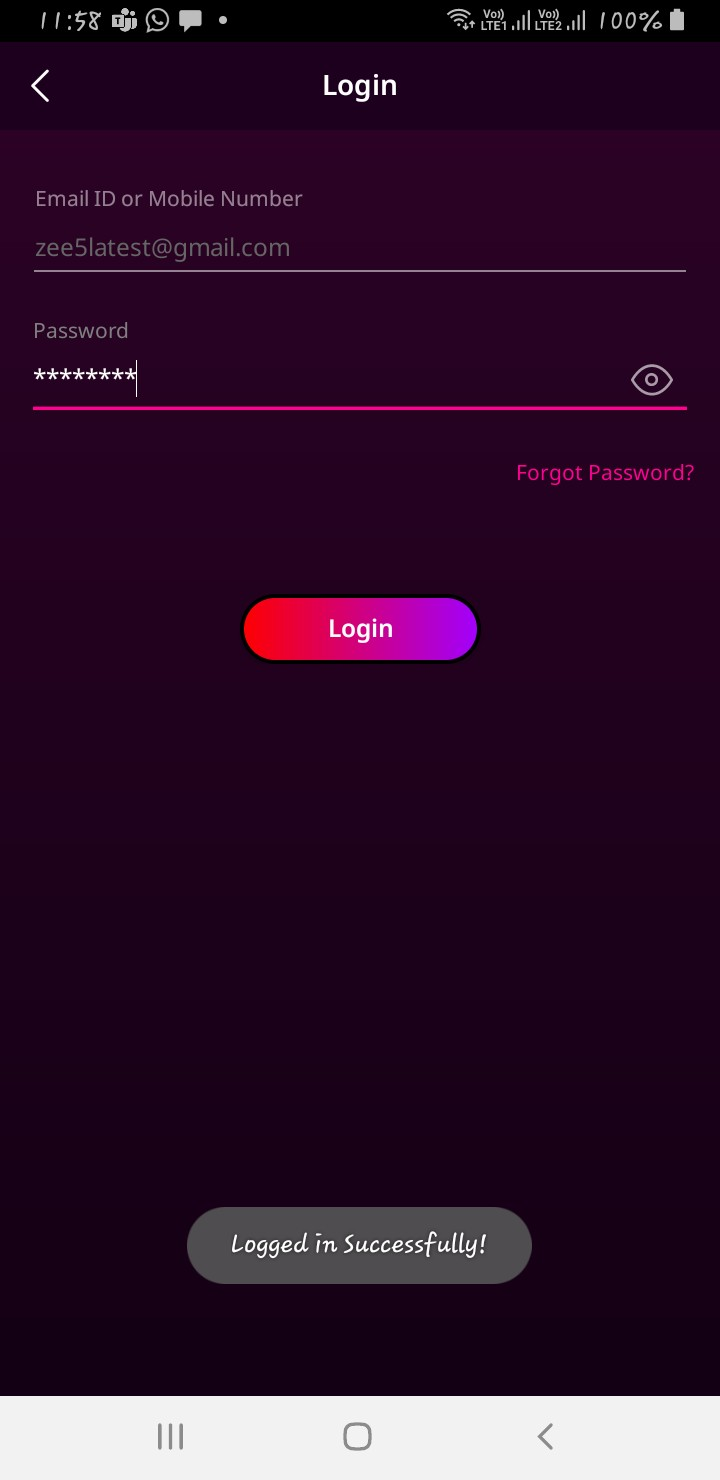 11:58 Vo)) LTE1 Vo)) LTE2 100%
Login
Email ID or Mobile Number
zee5latest@gmail.com
Password
********
Forgot Password?
Login
Logged in Successfully!